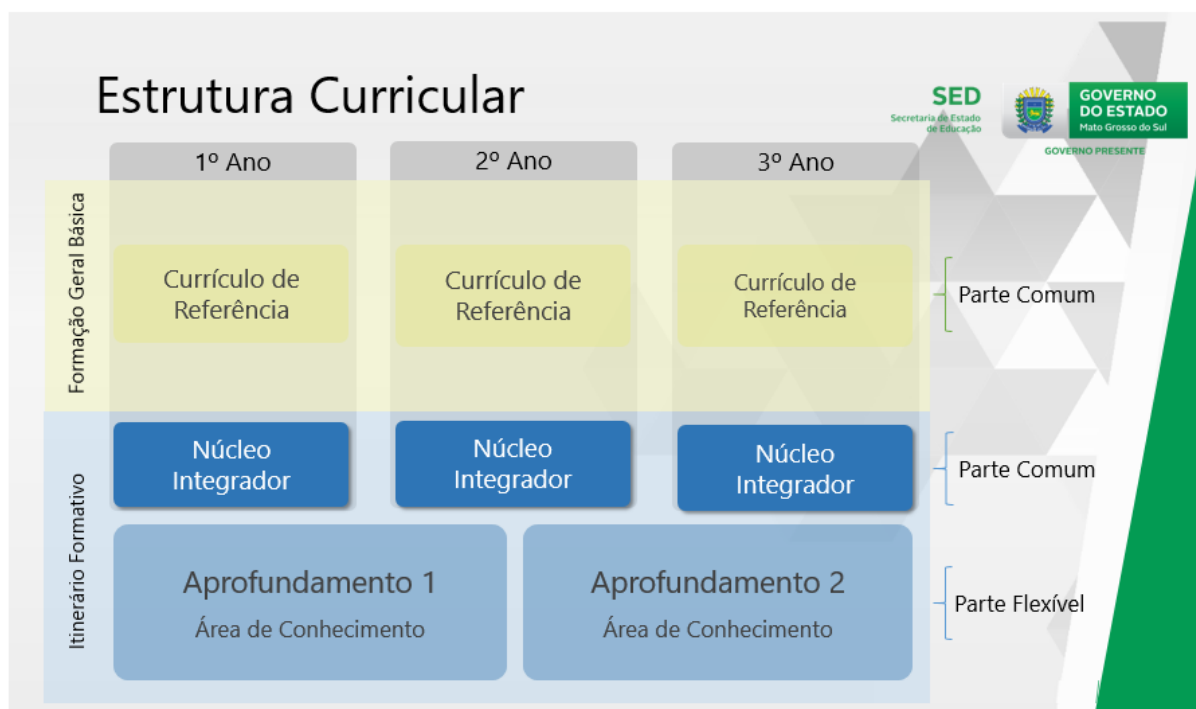 Estrutura Curricular
SED
Secretaria de Estado
de Educação
GOVERNO
DO ESTADO
Mato Grosso do Sul
GOVERNO PRESENTE
1º Ano
2º Ano
3º Ano
Formação Geral Básica
Currículo de
Referência
Currículo de
Referência
Currículo de
Referência
Parte Comum
Itinerário Formativo
Núcleo
Integrador
Núcleo
Integrador
Núcleo
Integrador
Parte Comum
Aprofundamento 1
Área de Conhecimento
Aprofundamento 2
Área de Conhecimento
Parte Flexível